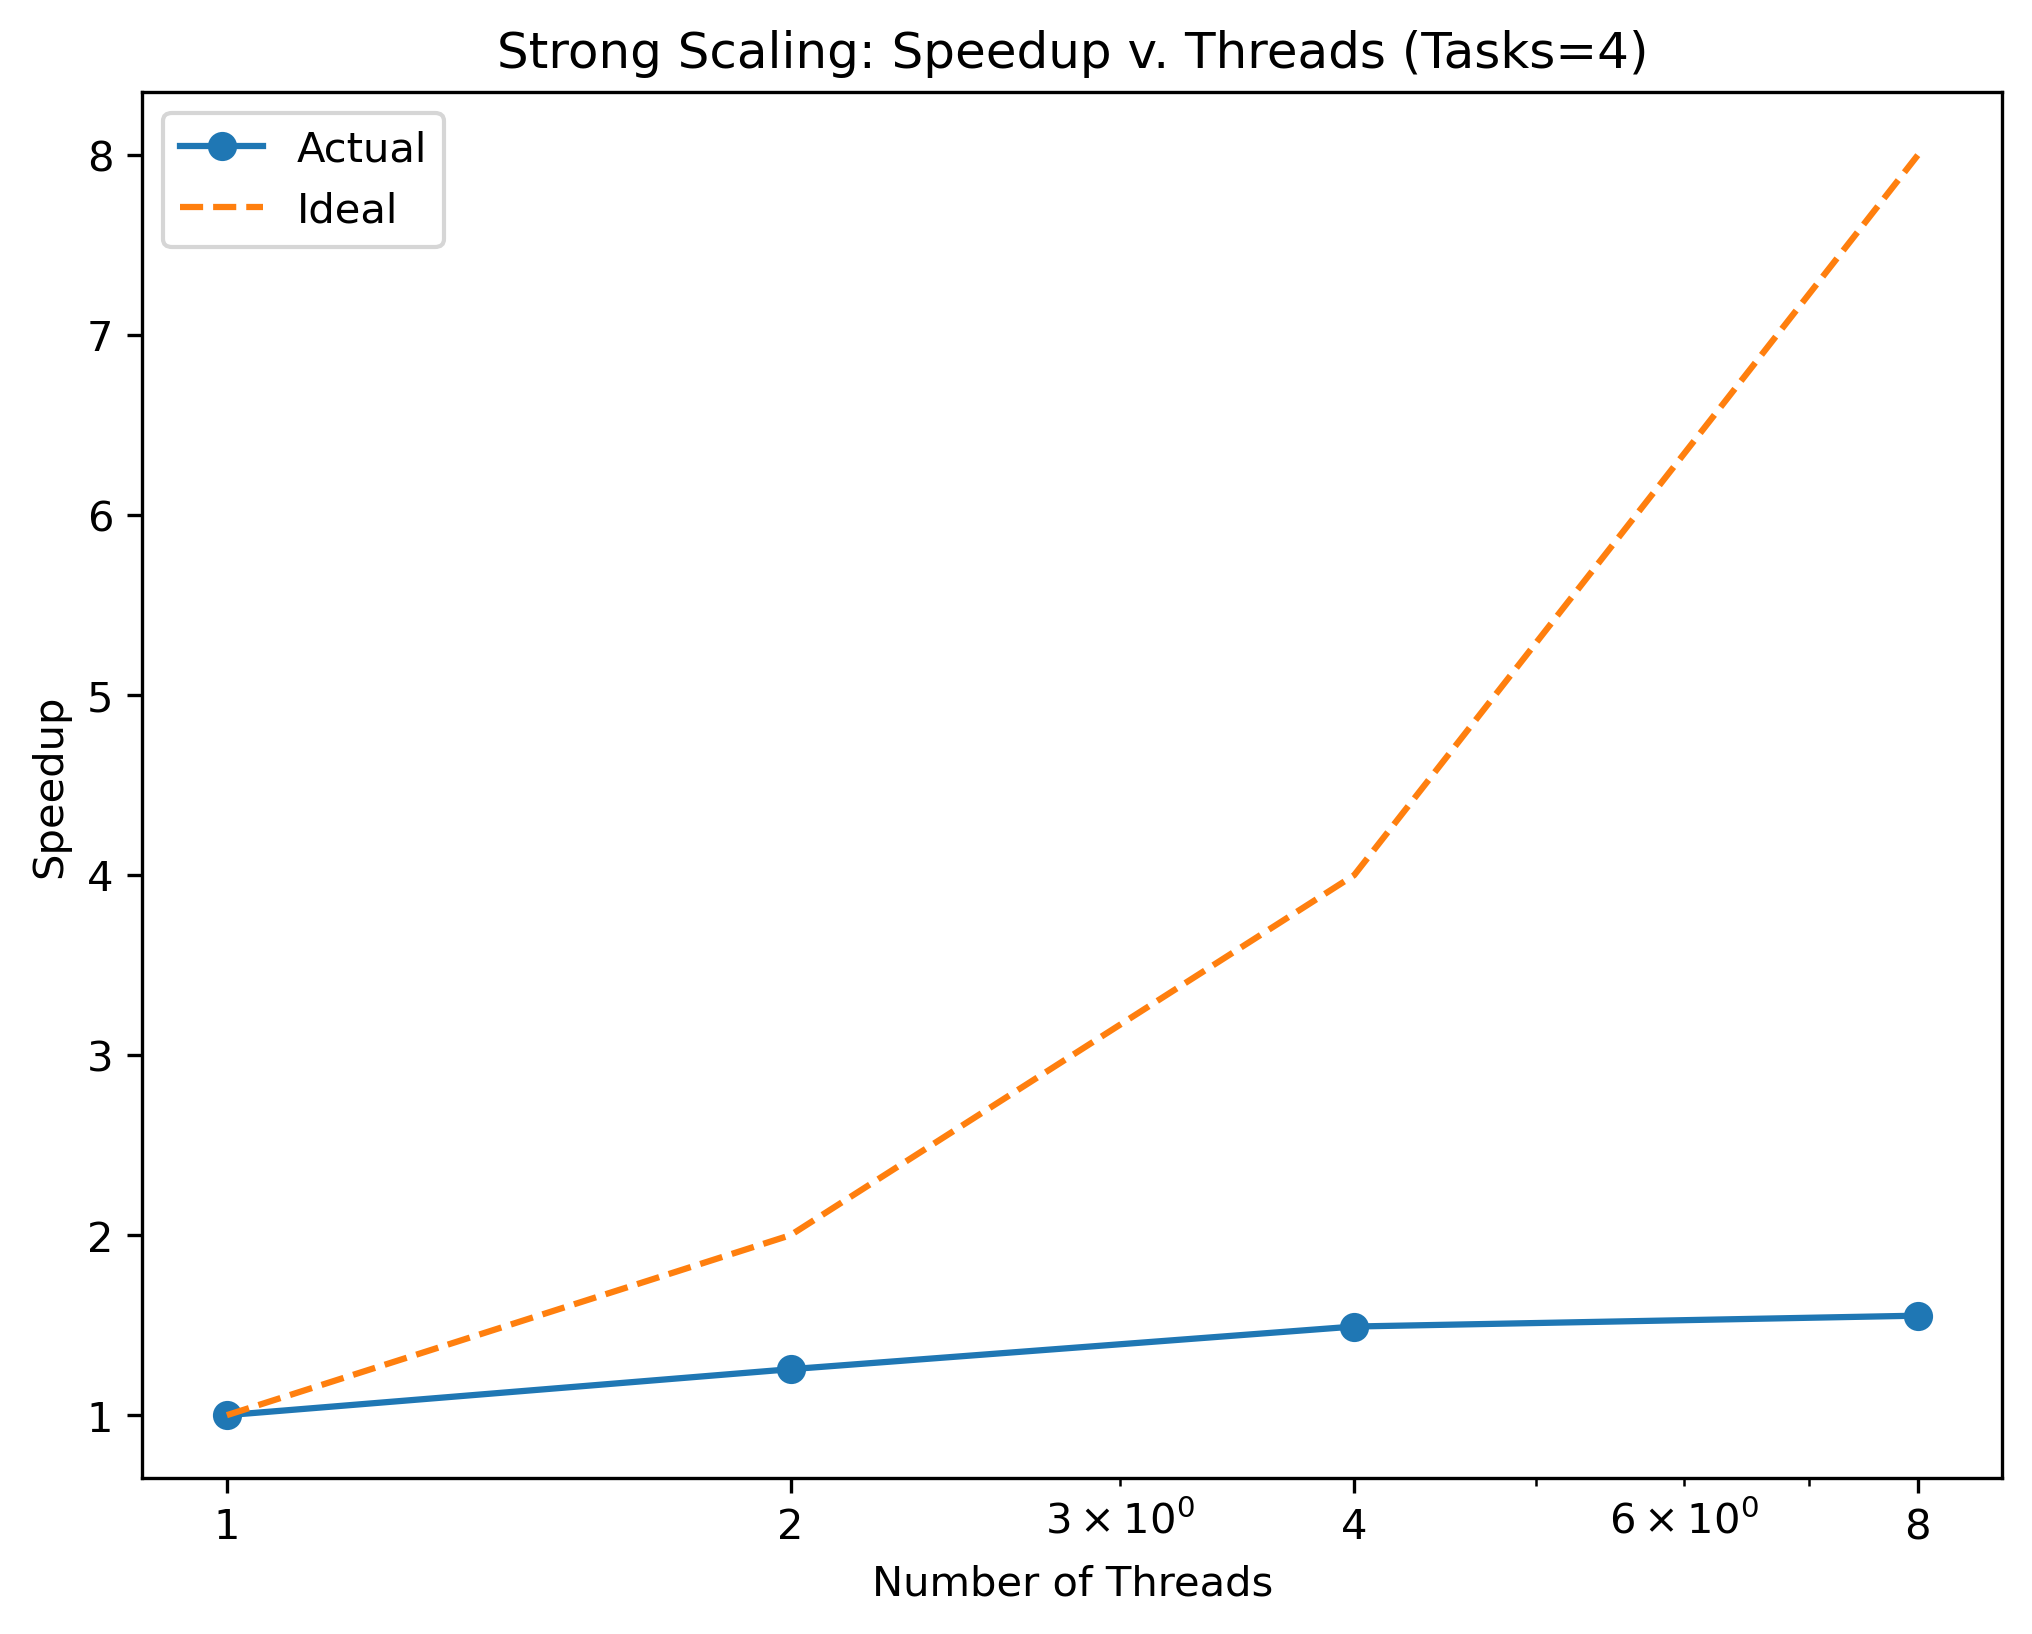 Strong Scaling: Speedup v. Threads (Tasks=4)
Actual
Ideal
8
7
6
5
4
3
2
1
Speedup
1 2 3 × 10⁰ 4 6 × 10⁰ 8
Number of Threads